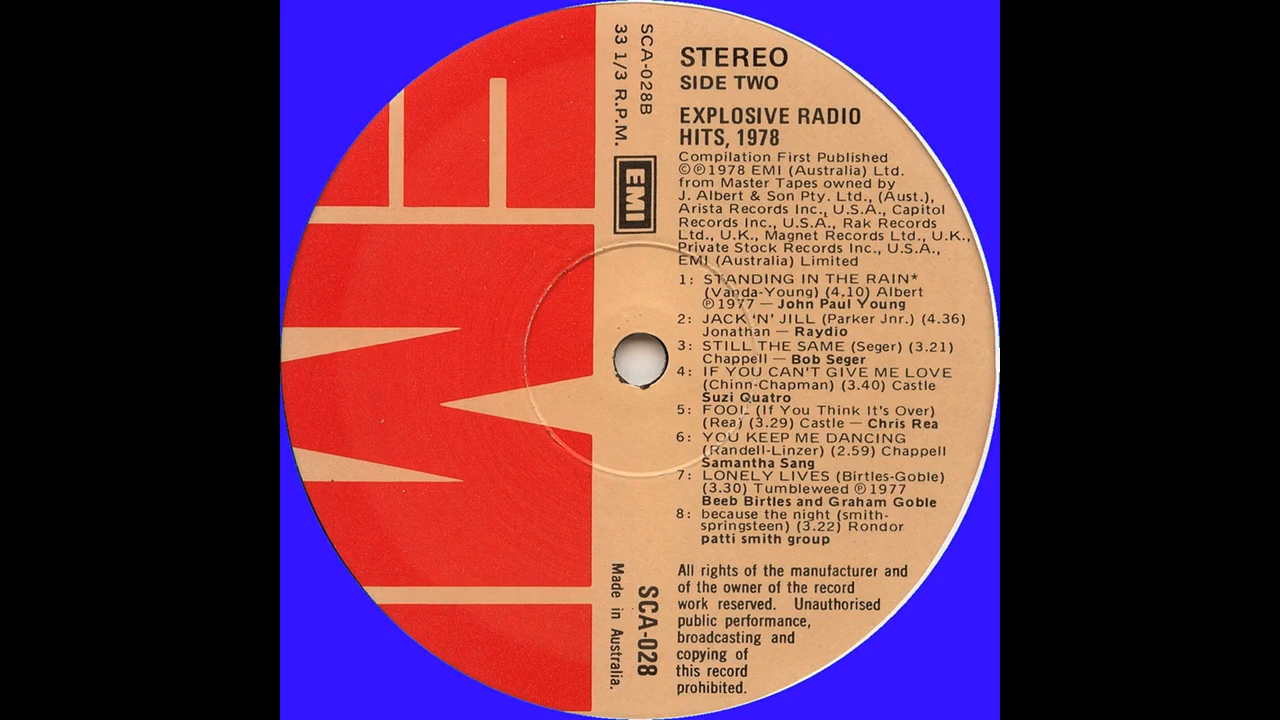 SCA-028B
33 1/3 R.P.M.
EMI
STEREO
SIDE TWO
EXPLOSIVE RADIO
HITS, 1978
Compilation First Published
©℗1978 EMI (Australia) Ltd.
from Master Tapes owned by
J. Albert & Son Pty. Ltd., (Aust.),
Arista Records Inc., U.S.A., Capitol
Records Inc., U.S.A., Rak Records
Ltd., U.K., Magnet Records Ltd., U.K.,
Private Stock Records Inc., U.S.A.,
EMI (Australia) Limited
1: STANDING IN THE RAIN*
(Vanda-Young) (4.10) Albert
℗1977 — John Paul Young
2: JACK 'N' JILL (Parker Jnr.) (4.36)
Jonathan — Raydio
3: STILL THE SAME (Seger) (3.21)
Chappell — Bob Seger
4: IF YOU CAN'T GIVE ME LOVE
(Chinn-Chapman) (3.40) Castle
Suzi Quatro
5: FOOL (If You Think It's Over)
(Rea) (3.29) Castle — Chris Rea
6: YOU KEEP ME DANCING
(Randell-Linzer) (2.59) Chappell
Samantha Sang
7: LONELY LIVES (Birtles-Goble)
(3.30) Tumbleweed ℗1977
Beeb Birtles and Graham Goble
8: because the night (smith-
springsteen) (3.22) Rondor
patti smith group
All rights of the manufacturer and
of the owner of the record
work reserved. Unauthorised
public performance,
broadcasting and
copying of
this record
prohibited.
SCA-028
Made in Australia.